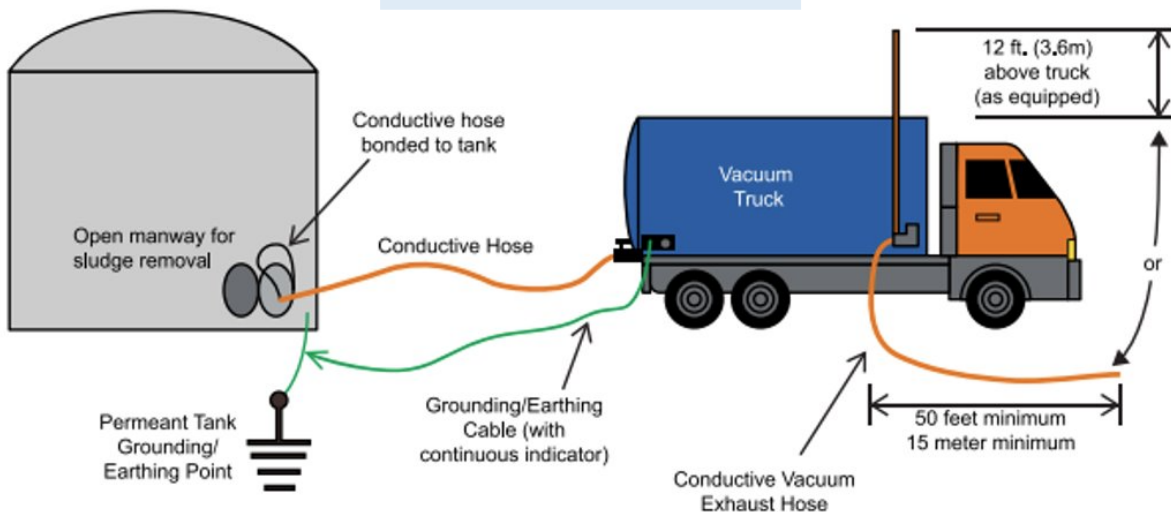 12 ft. (3.6m)
above truck
(as equipped)
Conductive hose
bonded to tank
Vacuum
Truck
Open manway for
sludge removal
Conductive Hose
or
Permeant Tank
Grounding/
Earthing Point
Grounding/Earthing
Cable (with
continuous indicator)
50 feet minimum
15 meter minimum
Conductive Vacuum
Exhaust Hose